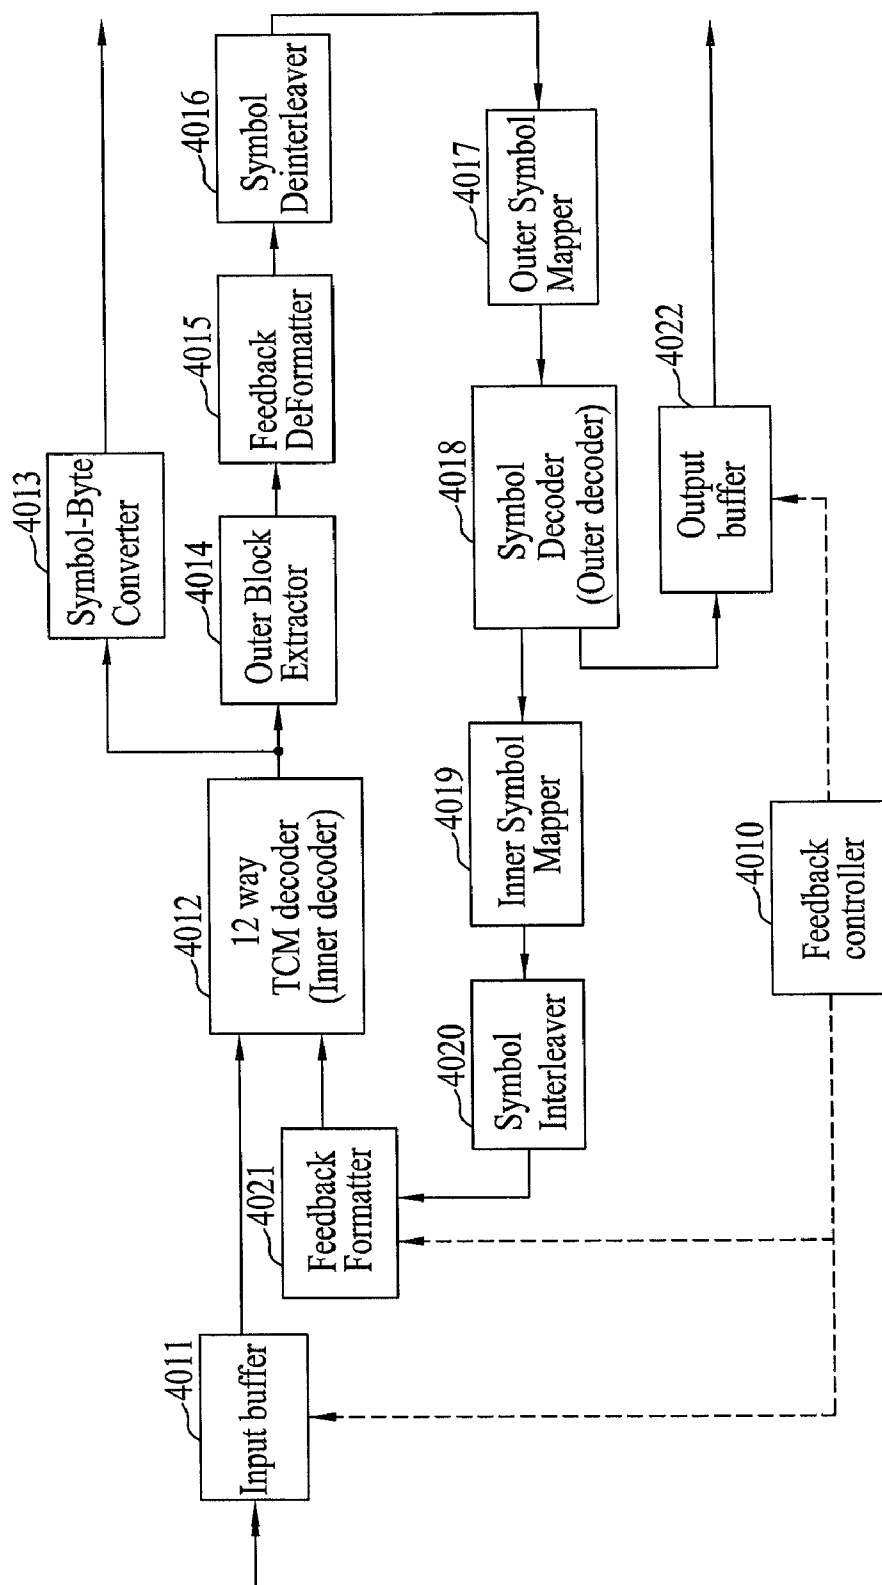 4011
Input buffer
4012
12 way
TCM decoder
(Inner decoder)
4013
Symbol-Byte
Converter
4014
Outer Block
Extractor
4015
Feedback
DeFormatter
4016
Symbol
Deinterleaver
4021
Feedback
Formatter
4020
Symbol
Interleaver
4019
Inner Symbol
Mapper
4018
Symbol
Decoder
(Outer decoder)
4017
Outer Symbol
Mapper
4010
Feedback
controller
4022
Output
buffer